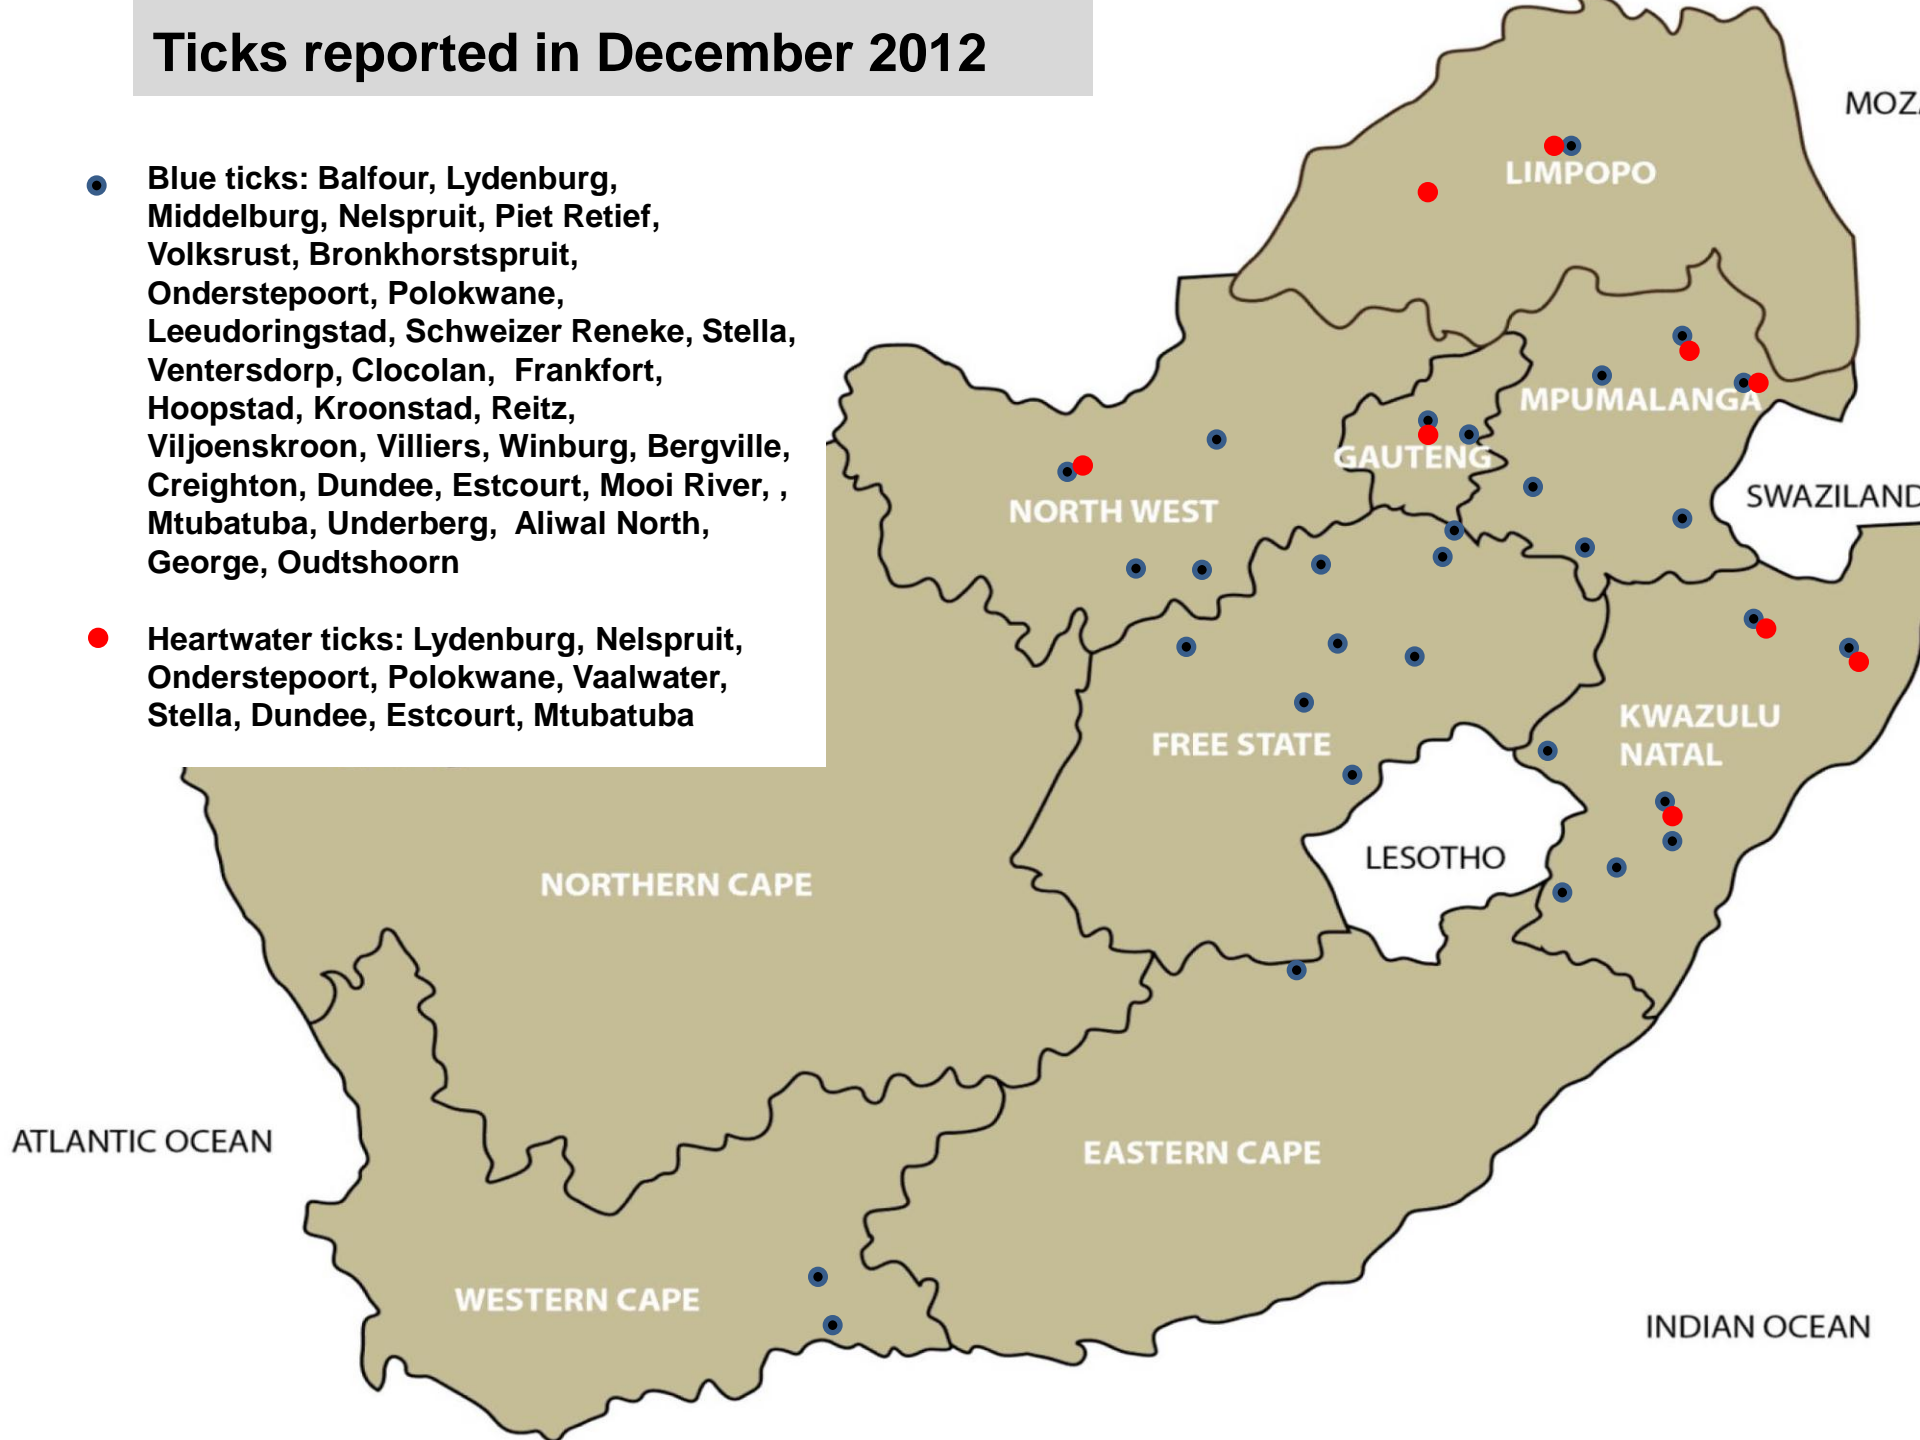 Ticks reported in December 2012
Blue ticks: Balfour, Lydenburg,
Middelburg, Nelspruit, Piet Retief,
Volksrust, Bronkhorstspruit,
Onderstepoort, Polokwane,
Leeudoringstad, Schweizer Reneke, Stella,
Ventersdorp, Clocolan,  Frankfort,
Hoopstad, Kroonstad, Reitz,
Viljoenskroon, Villiers, Winburg, Bergville,
Creighton, Dundee, Estcourt, Mooi River, ,
Mtubatuba, Underberg,  Aliwal North,
George, Oudtshoorn
Heartwater ticks: Lydenburg, Nelspruit,
Onderstepoort, Polokwane, Vaalwater,
Stella, Dundee, Estcourt, Mtubatuba
MOZ
LIMPOPO
MPUMALANGA
GAUTENG
SWAZILAND
NORTH WEST
KWAZULU
NATAL
FREE STATE
LESOTHO
NORTHERN CAPE
ATLANTIC OCEAN
EASTERN CAPE
WESTERN CAPE
INDIAN OCEAN